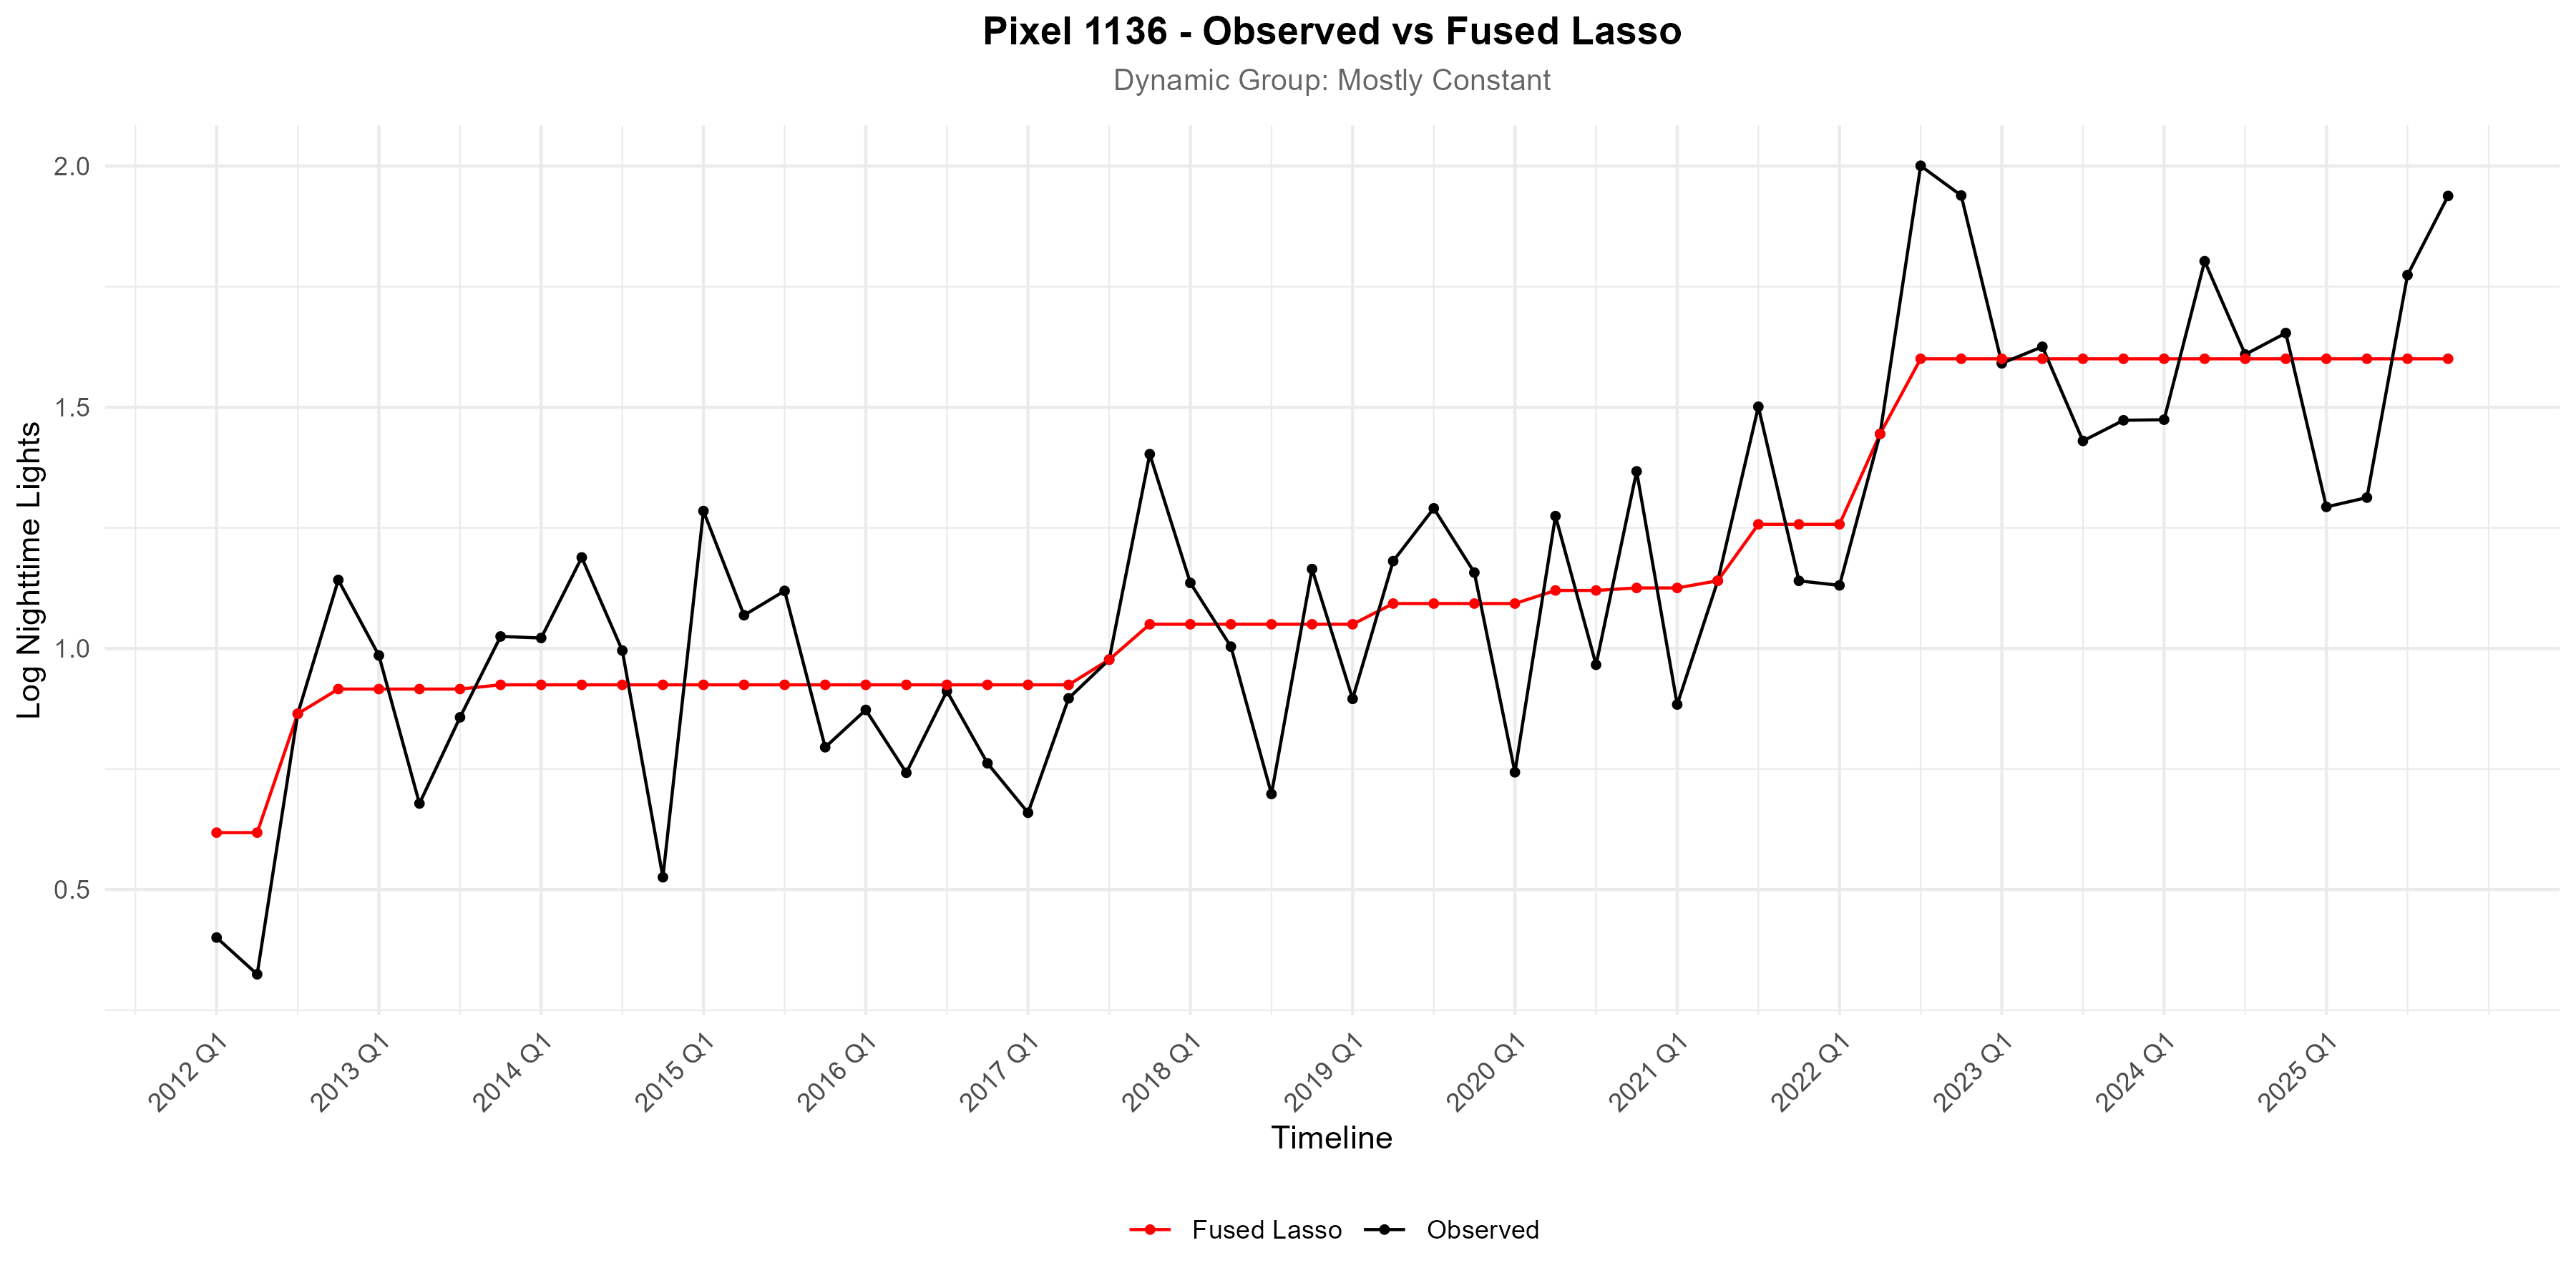 Pixel 1136 - Observed vs Fused Lasso
Dynamic Group: Mostly Constant
Log Nighttime Lights
2.0
1.5
1.0
0.5
2012 Q1
2013 Q1
2014 Q1
2015 Q1
2016 Q1
2017 Q1
2018 Q1
2019 Q1
2020 Q1
2021 Q1
2022 Q1
2023 Q1
2024 Q1
2025 Q1
Timeline
Fused Lasso
Observed